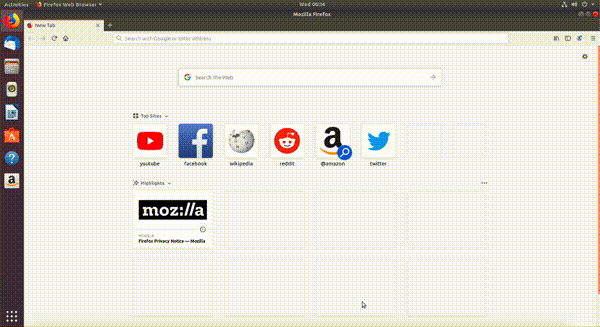 Activities Firefox Web Browser Wed 06:34
Mozilla Firefox
New Tab
Search with Google or enter address
Search the Web
Top Sites
youtube facebook wikipedia reddit @amazon twitter
Highlights
moz://a
MOZILLA
Firefox Privacy Notice — Mozilla